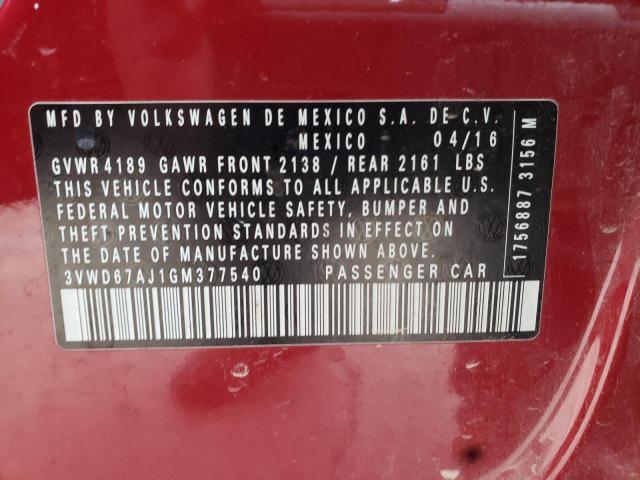 MFD BY VOLKSWAGEN DE MEXICO S.A. DE C.V.
MEXICO 04/16
GVWR 4189 GAWR FRONT 2138 / REAR 2161 LBS
THIS VEHICLE CONFORMS TO ALL APPLICABLE U.S.
FEDERAL MOTOR VEHICLE SAFETY, BUMPER AND
THEFT PREVENTION STANDARDS IN EFFECT ON
THE DATE OF MANUFACTURE SHOWN ABOVE.
3VWD67AJ1GM377540 PASSENGER CAR
1756887 3156 M